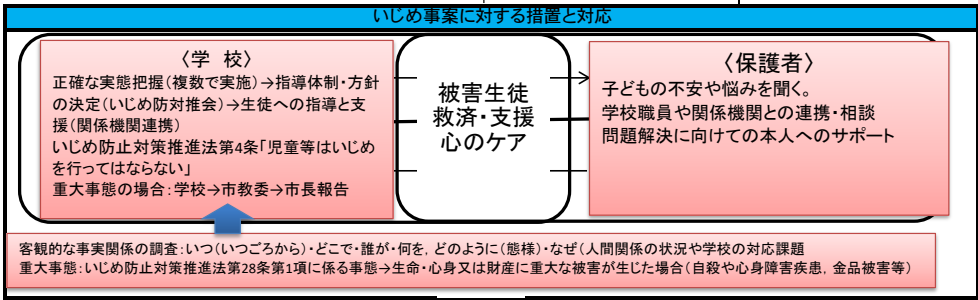 いじめ事案に対する措置と対応
〈学 校〉
正確な実態把握(複数で実施)→指導体制・方針
の決定(いじめ防対推会)→生徒への指導と支
援(関係機関連携)
いじめ防止対策推進法第4条「児童等はいじめ
を行ってはならない」
重大事態の場合:学校→市教委→市長報告
被害生徒
救済・支援
心のケア
〈保護者〉
子どもの不安や悩みを聞く。
学校職員や関係機関との連携・相談
問題解決に向けての本人へのサポート
客観的な事実関係の調査:いつ(いつごろから)・どこで・誰が・何を,どのように(態様)・なぜ(人間関係の状況や学校の対応課題
重大事態:いじめ防止対策推進法第28条第1項に係る事態→生命・心身又は財産に重大な被害が生じた場合(自殺や心身障害疾患,金品被害等)